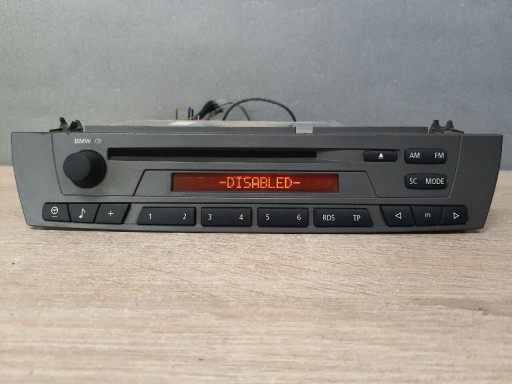 BMW CD
AM FM
-DISABLED-
SC MODE
+ 1 2 3 4 5 6 RDS TP m